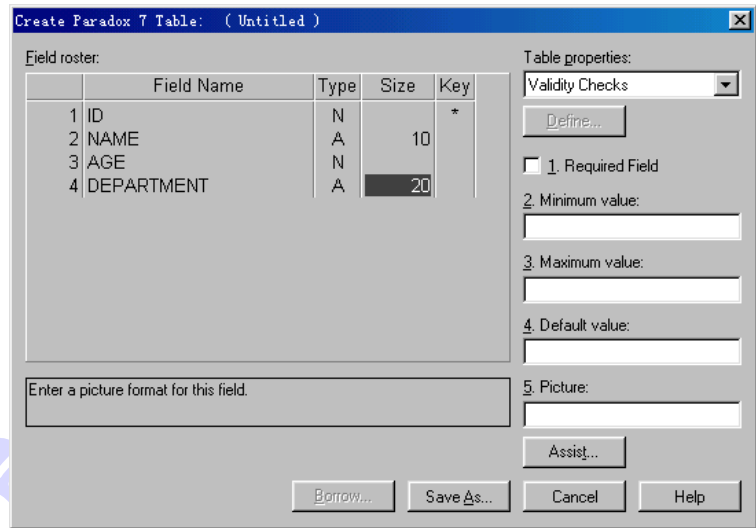 Create Paradox 7 Table: ( Untitled )
Field roster:
Field Name Type Size Key
1 ID N *
2 NAME A 10
3 AGE N
4 DEPARTMENT A 20
Enter a picture format for this field.
Table properties:
Validity Checks
Define...
1. Required Field
2. Minimum value:
3. Maximum value:
4. Default value:
5. Picture:
Assist...
Borrow...
Save As...
Cancel
Help